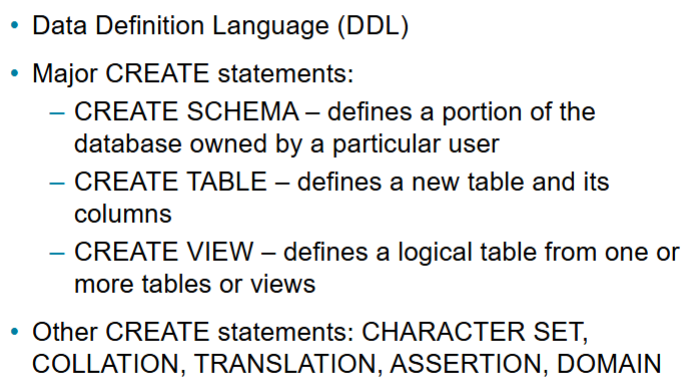 • Data Definition Language (DDL)
• Major CREATE statements:
– CREATE SCHEMA – defines a portion of the
database owned by a particular user
– CREATE TABLE – defines a new table and its
columns
– CREATE VIEW – defines a logical table from one or
more tables or views
• Other CREATE statements: CHARACTER SET,
COLLATION, TRANSLATION, ASSERTION, DOMAIN